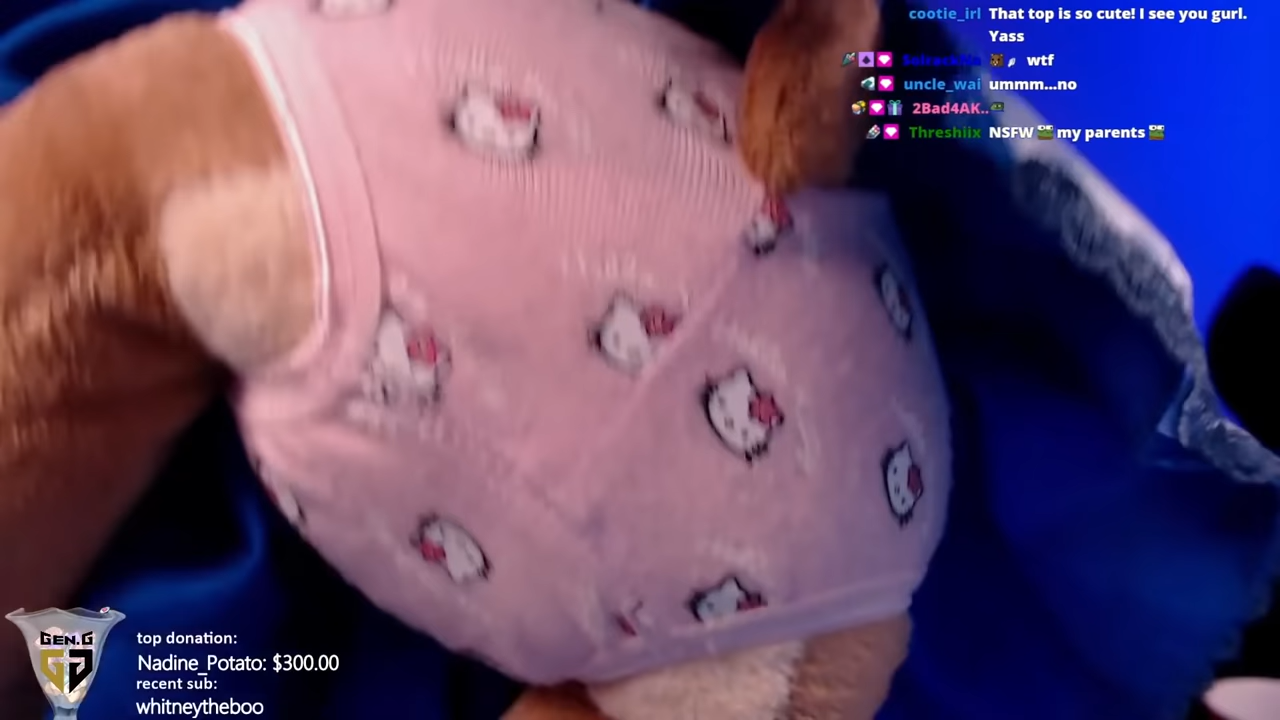 cootie_irl That top is so cute! I see you gurl.
Yass
wtf
uncle_wai ummm...no
2Bad4AK..
Threshiix NSFW my parents
GEN.G
top donation:
Nadine_Potato: $300.00
recent sub:
whitneytheboo